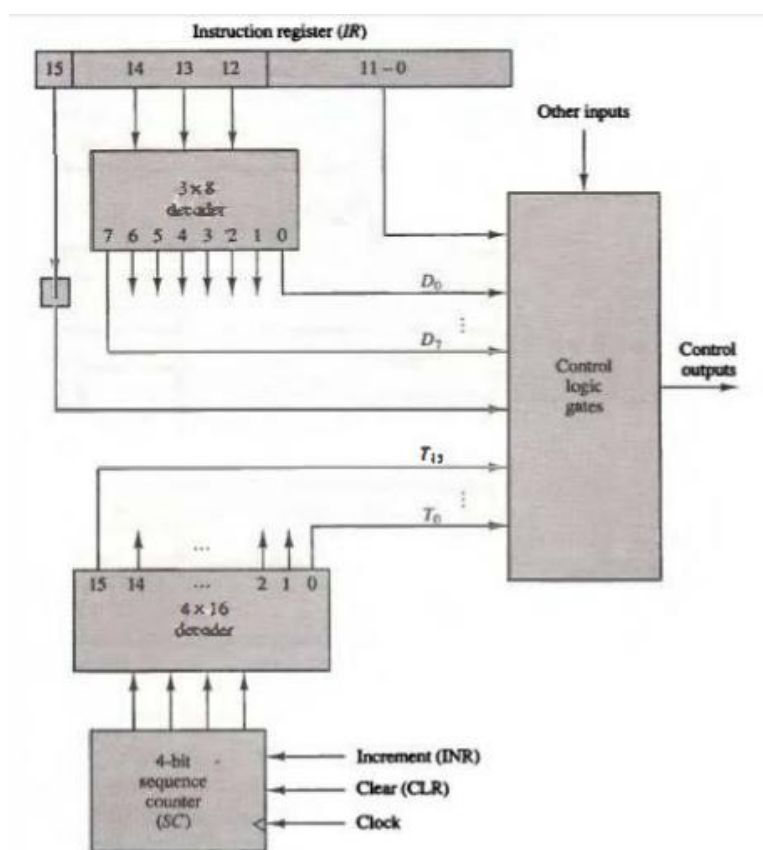 Instruction register (IR)
15 14 13 12 11 – 0
Other inputs
3 × 8
decoder
7 6 5 4 3 2 1 0
D0
⋮
D7
Control
logic
gates
Control
outputs
T15
⋮
T0
...
15 14 ... 2 1 0
4 × 16
decoder
4-bit
sequence
counter
(SC)
Increment (INR)
Clear (CLR)
Clock